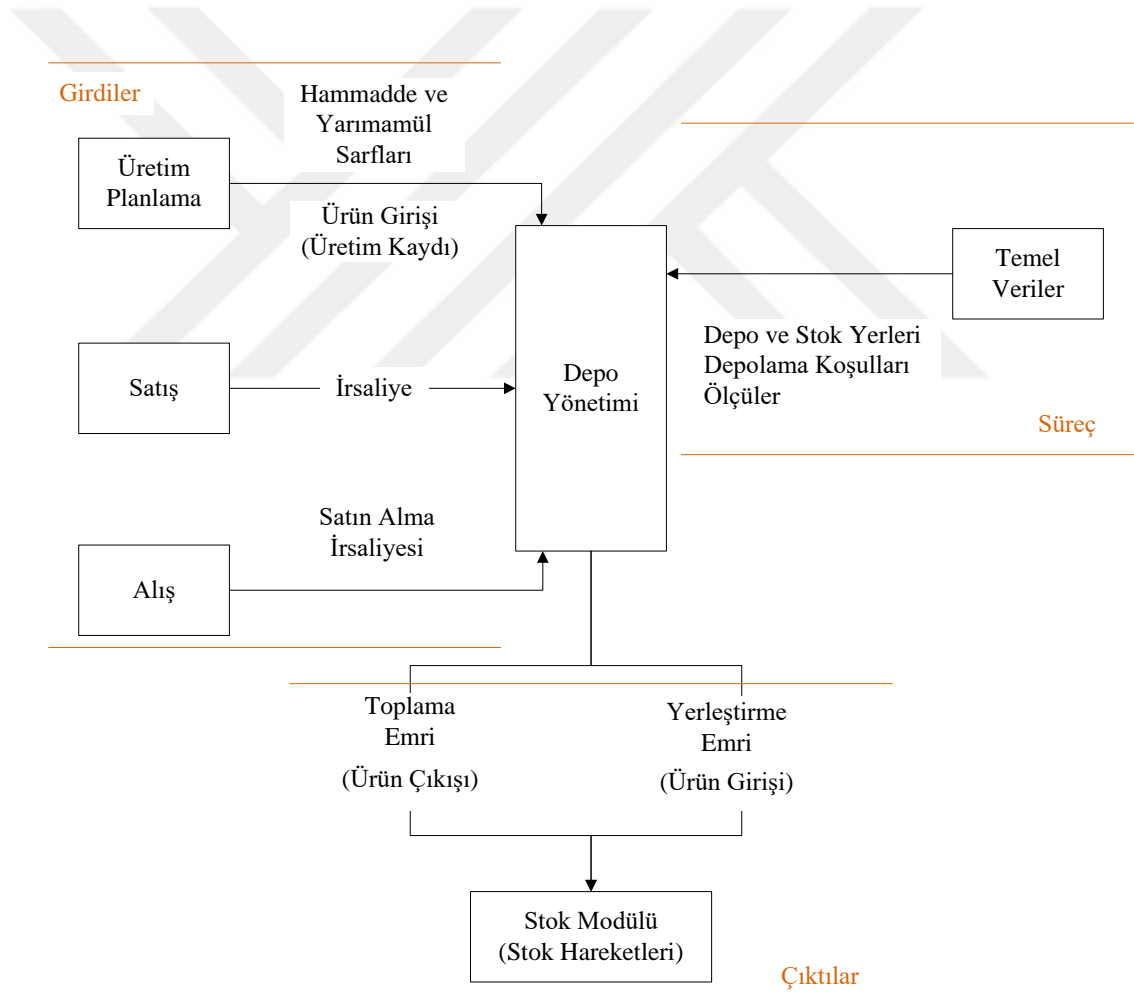 Girdiler
Hammadde ve
Yarımamül
Sarfları
Üretim
Planlama
Ürün Girişi
(Üretim Kaydı)
Temel
Veriler
Depo ve Stok Yerleri
Depolama Koşulları
Ölçüler
Süreç
Satış
İrsaliye
Depo
Yönetimi
Satın Alma
İrsaliyesi
Alış
Toplama
Emri
(Ürün Çıkışı)
Yerleştirme
Emri
(Ürün Girişi)
Stok Modülü
(Stok Hareketleri)
Çıktılar